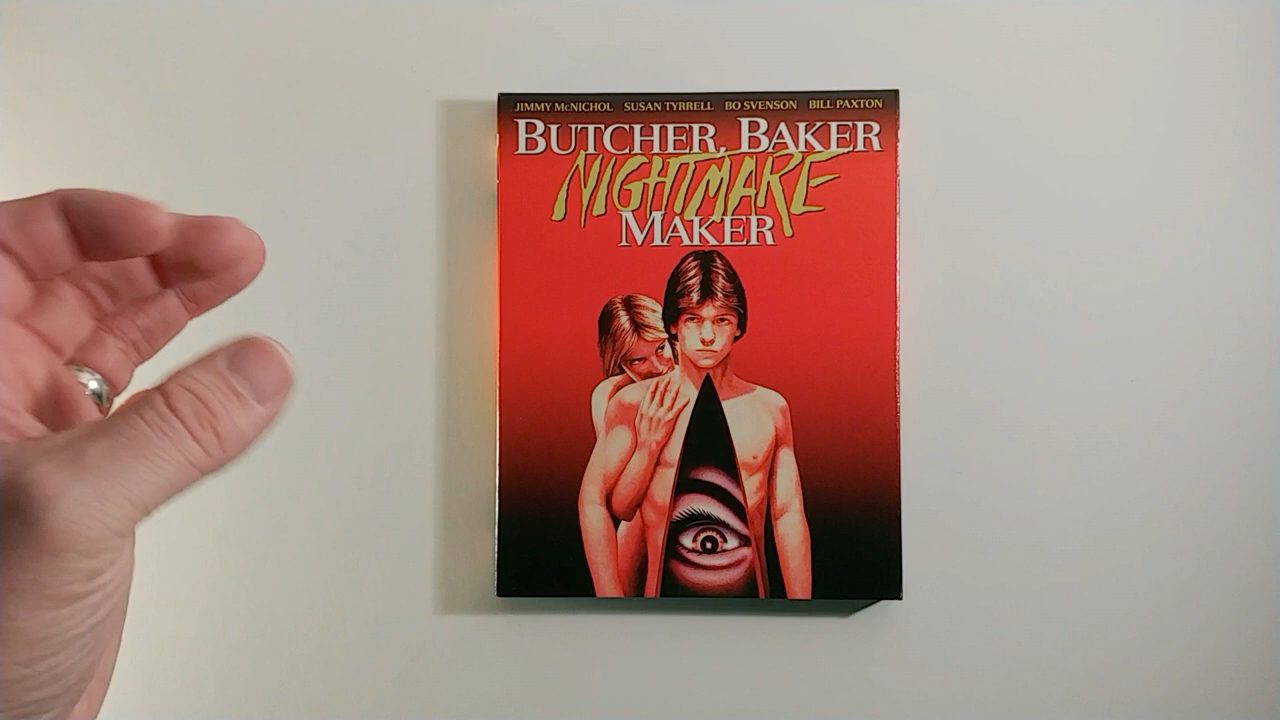 JIMMY McNICHOL SUSAN TYRRELL BO SVENSON BILL PAXTON
BUTCHER, BAKER
NIGHTMARE
MAKER